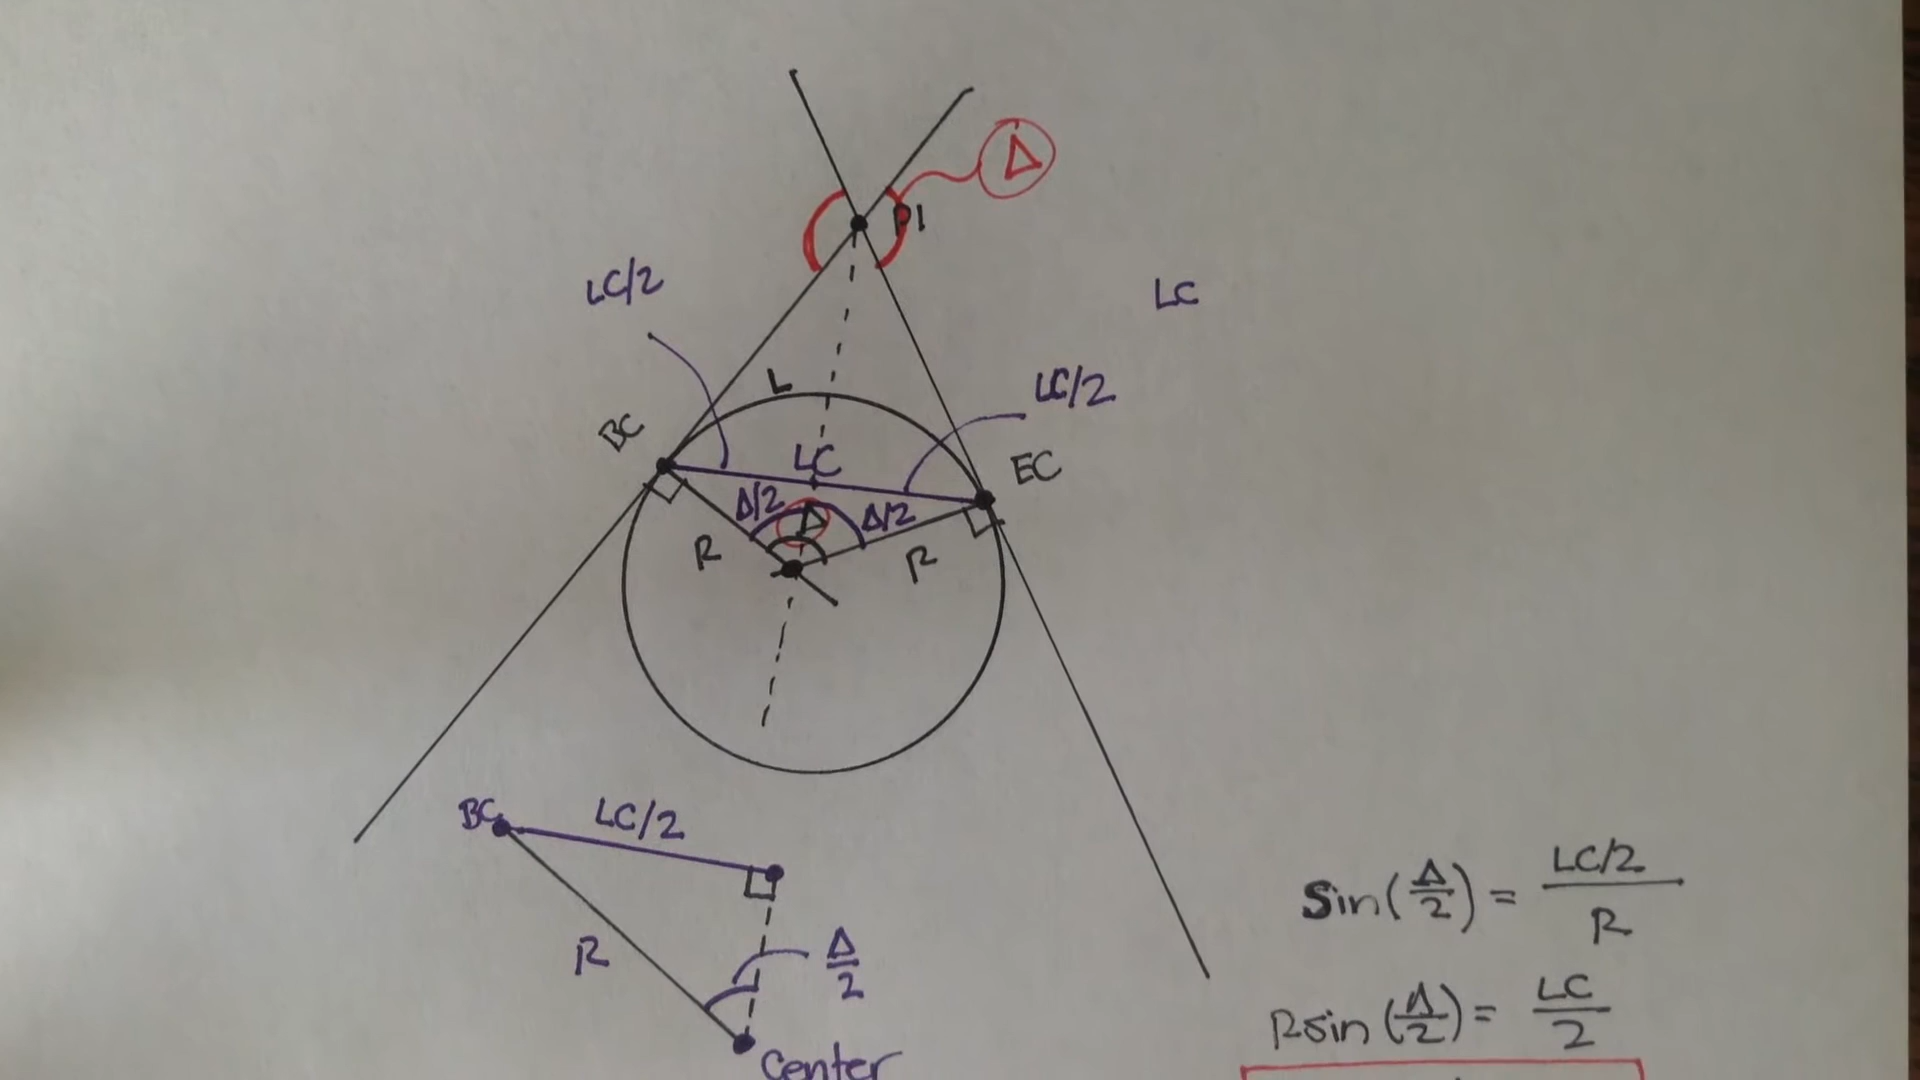 Δ
PI
LC/2
LC
LC/2
L
BC
LC
EC
Δ/2
Δ
Δ/2
R
R
BC
LC/2
R
Δ/2
Center
Sin(Δ/2) = LC/2 / R
Rsin(Δ/2) = LC/2